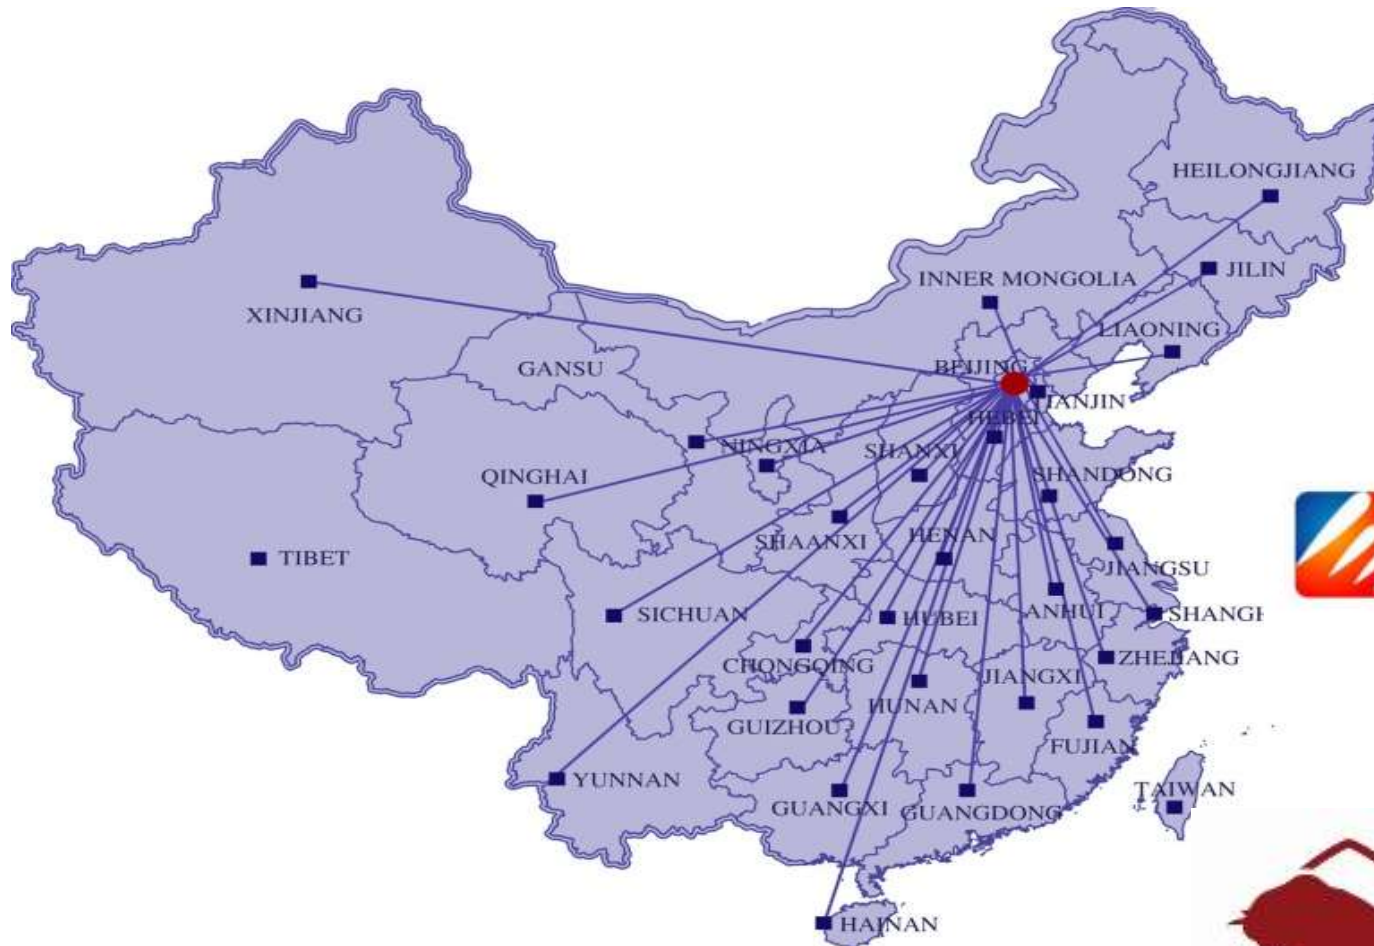 HEILONGJIANG
JILIN
INNER MONGOLIA
XINJIANG
LIAONING
GANSU
BEIJING
TIANJIN
HEBEI
NINGXIA
SHANXI
QINGHAI
SHANDONG
SHAANXI
HENAN
TIBET
JIANGSU
SICHUAN
HUBEI
ANHUI
SHANGH
CHONGQING
ZHEJIANG
JIANGXI
HUNAN
GUIZHOU
FUJIAN
YUNNAN
GUANGXI
GUANGDONG
TAIWAN
HAINAN